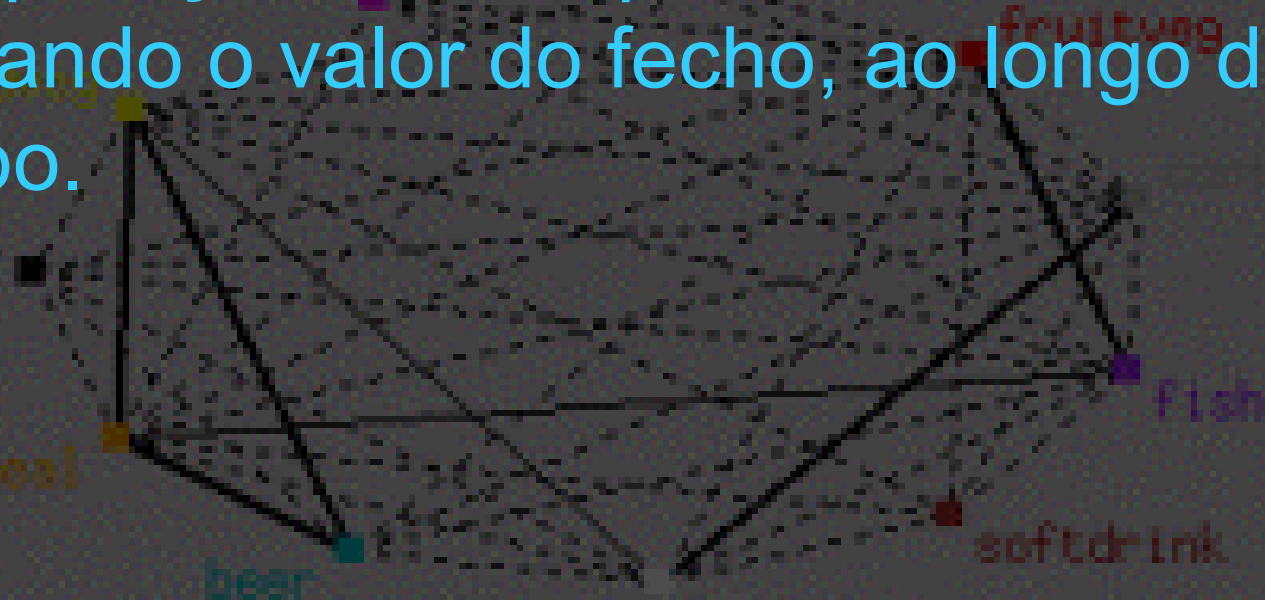 fruitveg
ando o valor do fecho, ao longo d
po.
fish
softdrink
beer